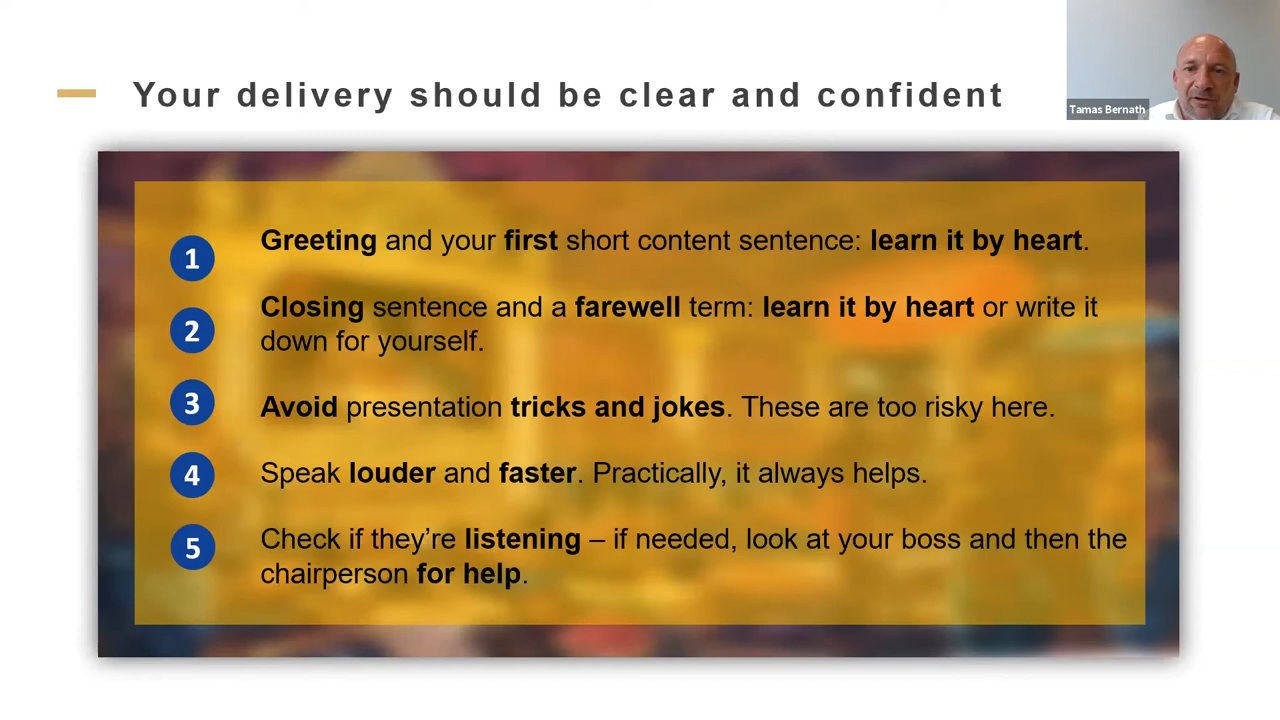 Your delivery should be clear and confident
Tamas Bernath
1
Greeting and your first short content sentence: learn it by heart.
2
Closing sentence and a farewell term: learn it by heart or write it
down for yourself.
3
Avoid presentation tricks and jokes. These are too risky here.
4
Speak louder and faster. Practically, it always helps.
5
Check if they’re listening – if needed, look at your boss and then the
chairperson for help.